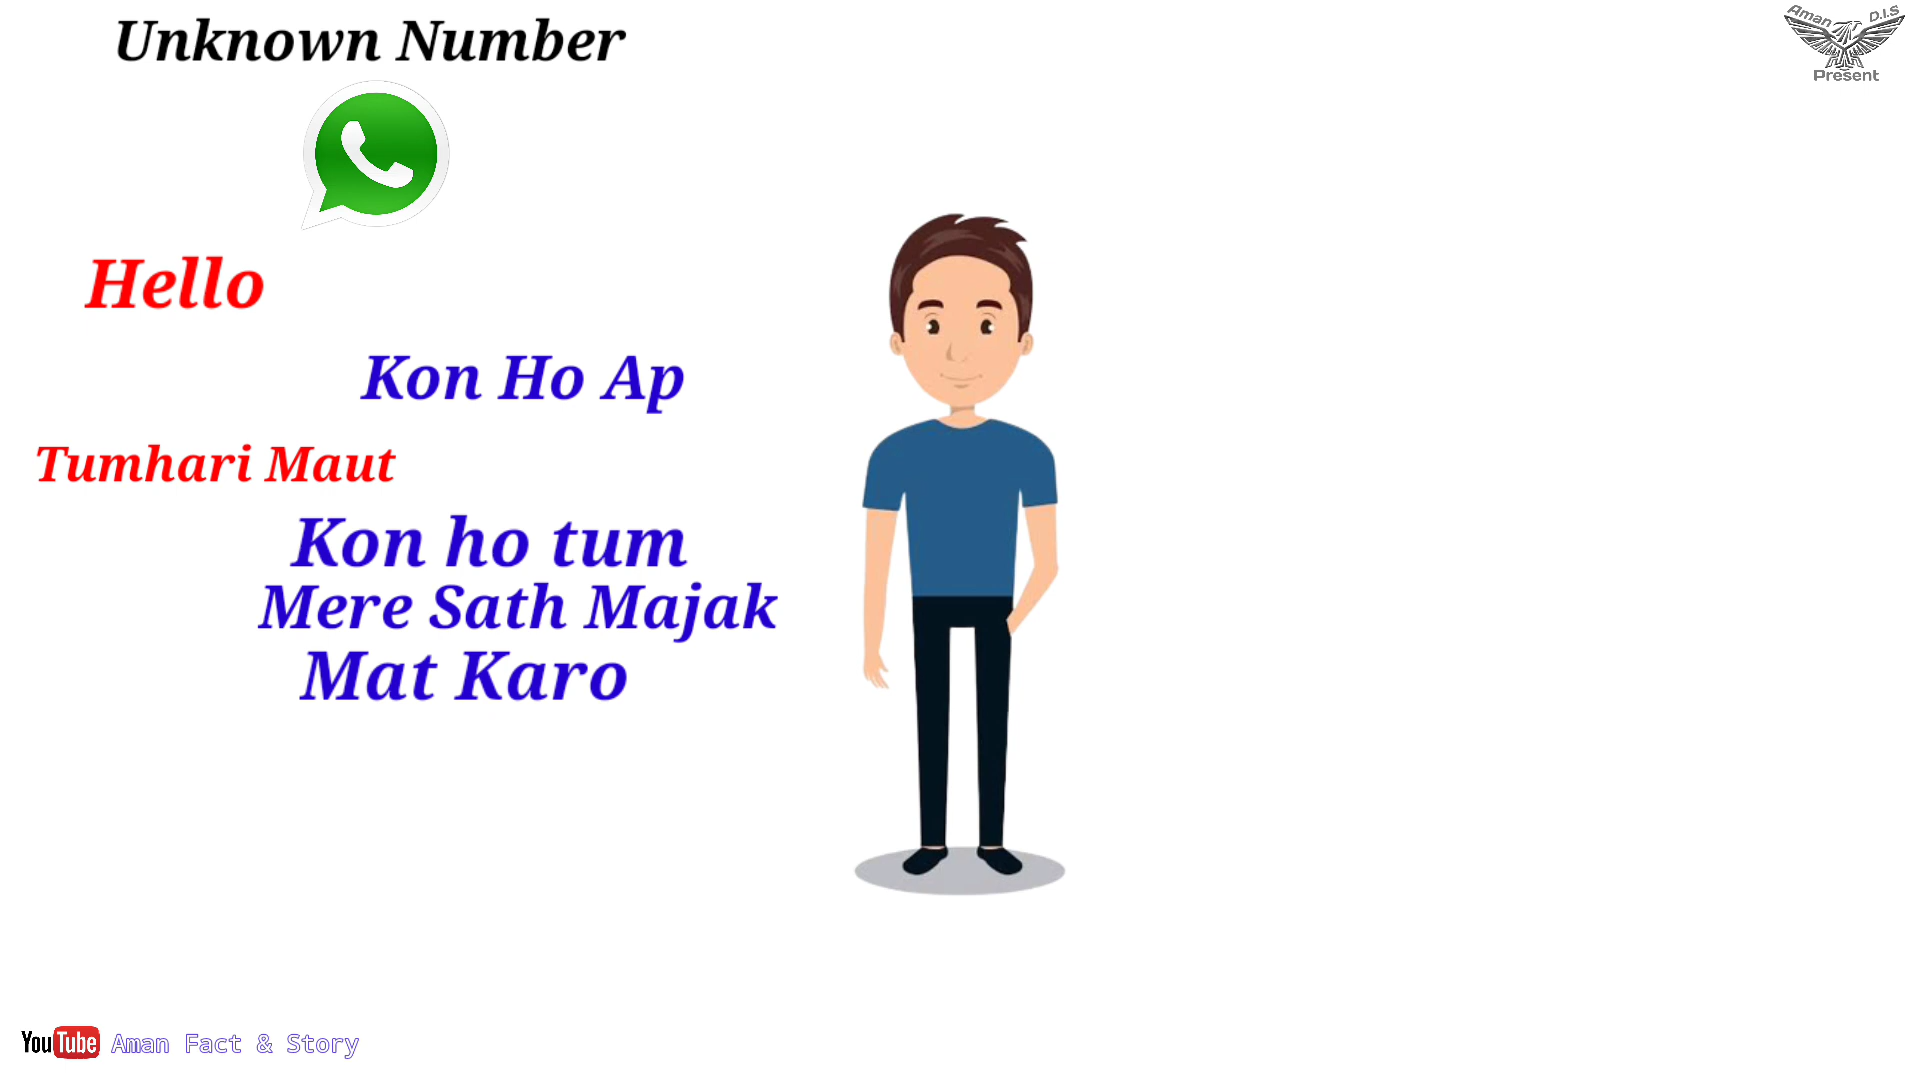 Unknown Number
Aman D.I.S
Present
Hello
Kon Ho Ap
Tumhari Maut
Kon ho tum
Mere Sath Majak
Mat Karo
YouTube Aman Fact & Story